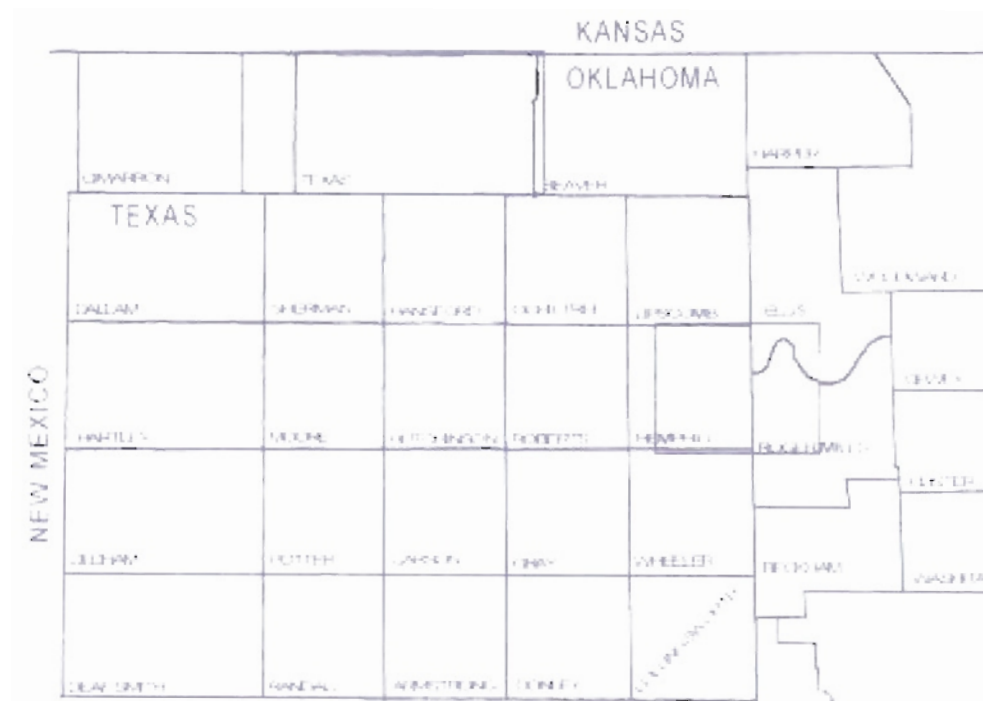 KANSAS
OKLAHOMA
HARPER
CIMARRON
TEXAS
BEAVER
TEXAS
WOODWARD
DALLAM
SHERMAN
HANSFORD
OCHILTREE
LIPSCOMB
ELLIS
NEW MEXICO
DEWEY
HARTLEY
MOORE
HUTCHINSON
ROBERTS
HEMPHILL
ROGER MILLS
CUSTER
OLDHAM
POTTER
CARSON
GRAY
WHEELER
BECKHAM
WASHITA
COLLINGSWORTH
DEAF SMITH
RANDALL
ARMSTRONG
DONLEY